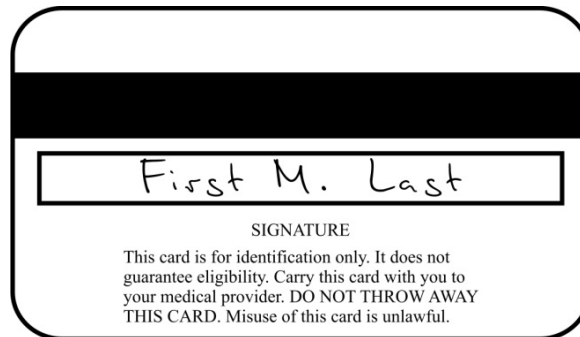 First M. Last
SIGNATURE
This card is for identification only. It does not
guarantee eligibility. Carry this card with you to
your medical provider. DO NOT THROW AWAY
THIS CARD. Misuse of this card is unlawful.